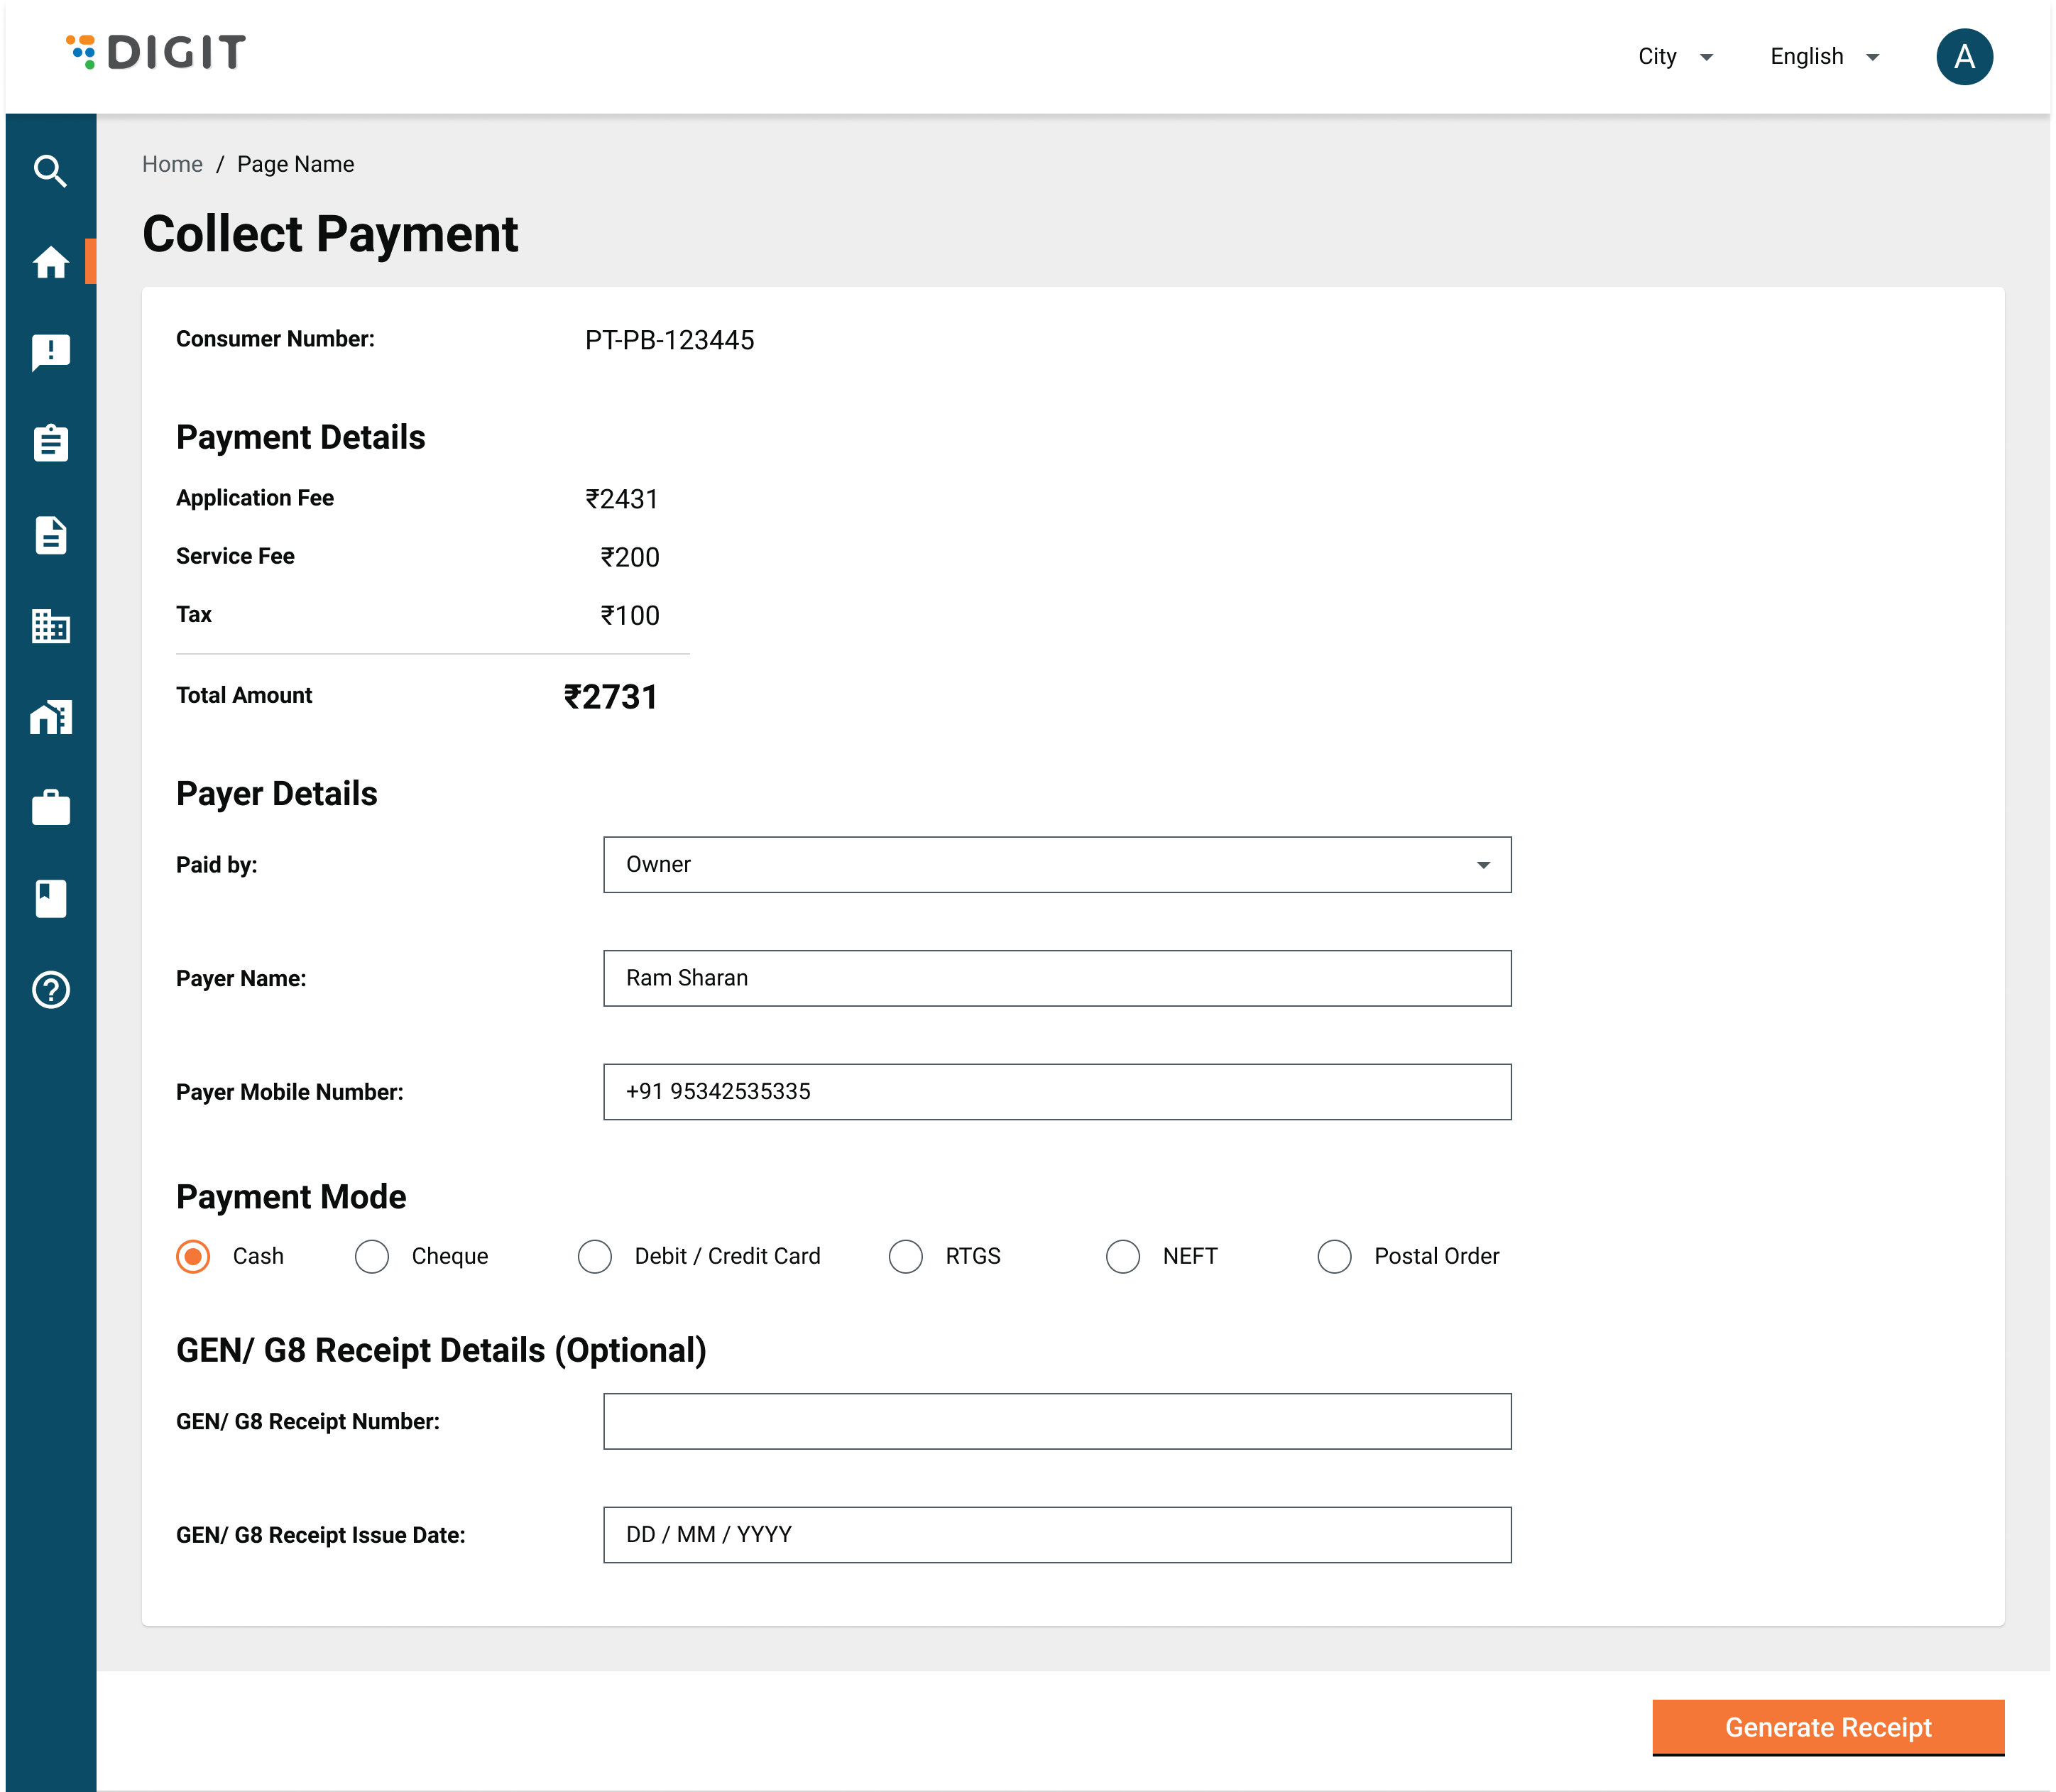 DIGIT
City English A
Home / Page Name
Collect Payment
Consumer Number: PT-PB-123445
Payment Details
Application Fee ₹2431
Service Fee ₹200
Tax ₹100
Total Amount ₹2731
Payer Details
Paid by: Owner
Payer Name: Ram Sharan
Payer Mobile Number: +91 95342535335
Payment Mode
Cash Cheque Debit / Credit Card RTGS NEFT Postal Order
GEN/ G8 Receipt Details (Optional)
GEN/ G8 Receipt Number:
GEN/ G8 Receipt Issue Date: DD / MM / YYYY
Generate Receipt